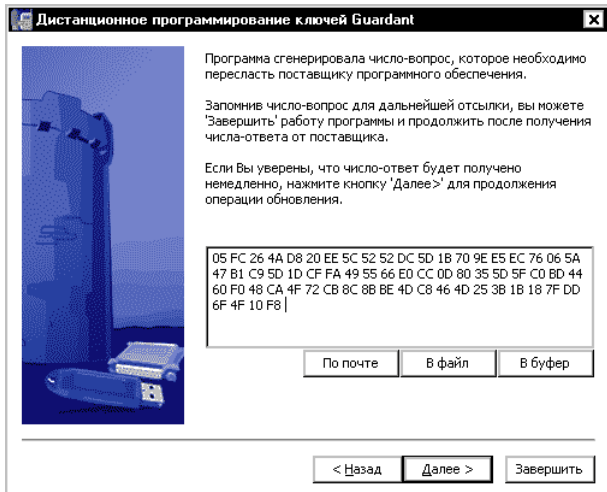 Дистанционное программирование ключей Guardant
Программа сгенерировала число-вопрос, которое необходимо
пересласть поставщику программного обеспечения.
Запомнив число-вопрос для дальнейшей отсылки, вы можете
'Завершить' работу программы и продолжить после получения
числа-ответа от поставщика.
Если Вы уверены, что число-ответ будет получено
немедленно, нажмите кнопку 'Далее>' для продолжения
операции обновления.
05 FC 26 4A D8 20 EE 5C 52 52 DC 5D 1B 70 9E E5 EC 76 06 5A
47 B1 C9 5D 1D CF FA 49 55 66 E0 CC 0D 80 35 5D 5F C0 BD 44
60 F0 48 CA 4F 72 CB 8C 8B BE 4D C8 46 4D 25 3B 1B 18 7F DD
6F 4F 10 F8
По почте В файл В буфер
< Назад Далее > Завершить